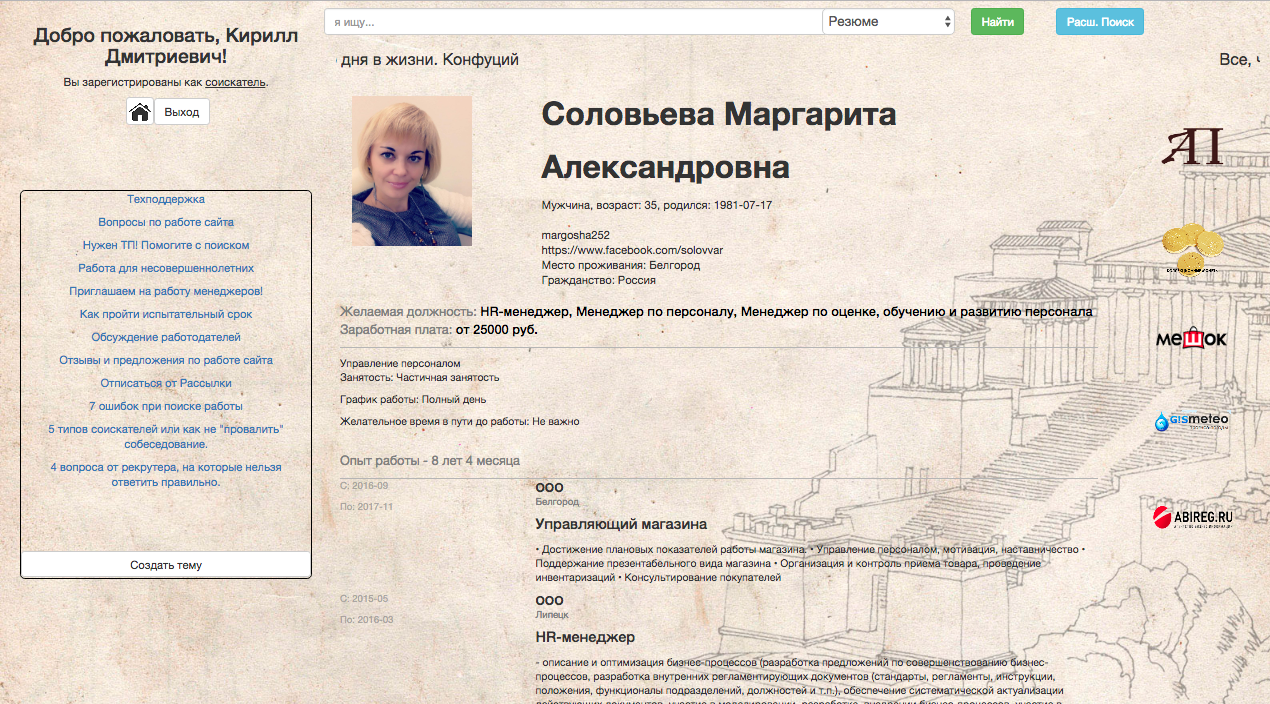 Добро пожаловать, Кирилл
Дмитриевич!
Вы зарегистрированы как соискатель.
Выход
Техподдержка
Вопросы по работе сайта
Нужен ТП! Помогите с поиском
Работа для несовершеннолетних
Приглашаем на работу менеджеров!
Как пройти испытательный срок
Обсуждение работодателей
Отзывы и предложения по работе сайта
Отписаться от Рассылки
7 ошибок при поиске работы
5 типов соискателей или как не "провалить"
собеседование.
4 вопроса от рекрутера, на которые нельзя
ответить правильно.
Создать тему
я ищу...
Резюме
Найти
Расш. Поиск
дня в жизни. Конфуций
Все,
Соловьева Маргарита
Александровна
Мужчина, возраст: 35, родился: 1981-07-17
margosha252
https://www.facebook.com/solovvar
Место проживания: Белгород
Гражданство: Россия
Желаемая должность: HR-менеджер, Менеджер по персоналу, Менеджер по оценке, обучению и развитию персонала
Заработная плата: от 25000 руб.
Управление персоналом
Занятость: Частичная занятость
График работы: Полный день
Желательное время в пути до работы: Не важно
Опыт работы - 8 лет 4 месяца
С: 2016-09
По: 2017-11
ООО
Белгород
Управляющий магазина
• Достижение плановых показателей работы магазина. • Управление персоналом, мотивация, наставничество •
Поддержание презентабельного вида магазина • Организация и контроль приема товара, проведение
инвентаризаций • Консультирование покупателей
С: 2015-05
По: 2016-03
ООО
Липецк
HR-менеджер
- описание и оптимизация бизнес-процессов (разработка предложений по совершенствованию бизнес-
процессов, разработка внутренних регламентирующих документов (стандарты, регламенты, инструкции,
положения, функционалы подразделений, должностей и т.п.), обеспечение систематической актуализации
АП
мешок
GISmeteo
ABIREG.RU